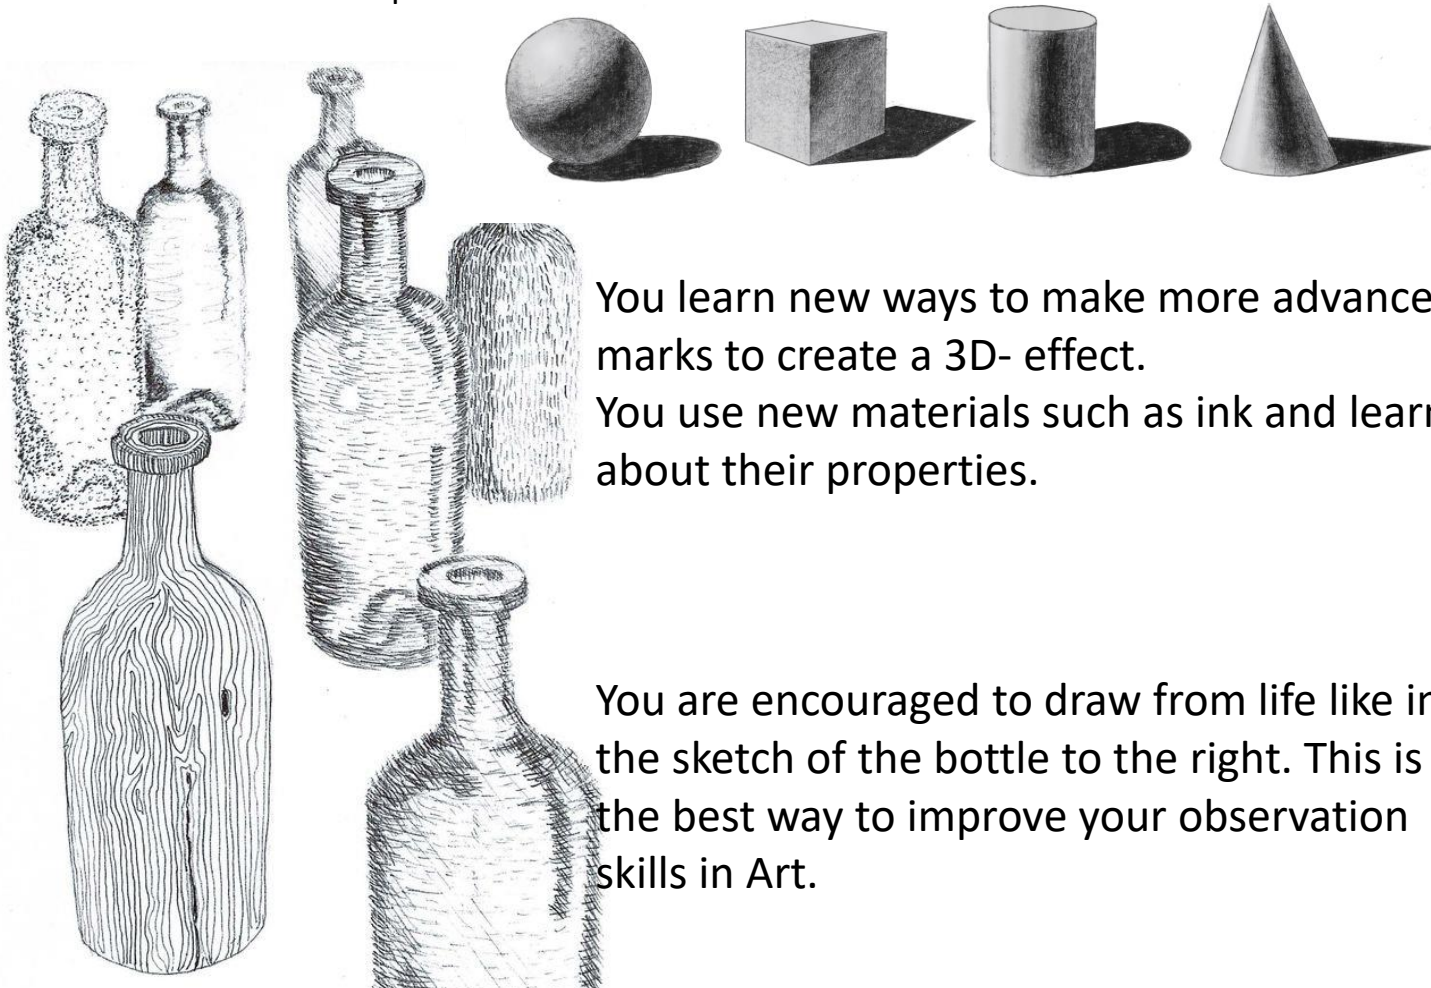 You learn new ways to make more advance
marks to create a 3D- effect.
You use new materials such as ink and learn
about their properties.
You are encouraged to draw from life like in
the sketch of the bottle to the right. This is
the best way to improve your observation
skills in Art.